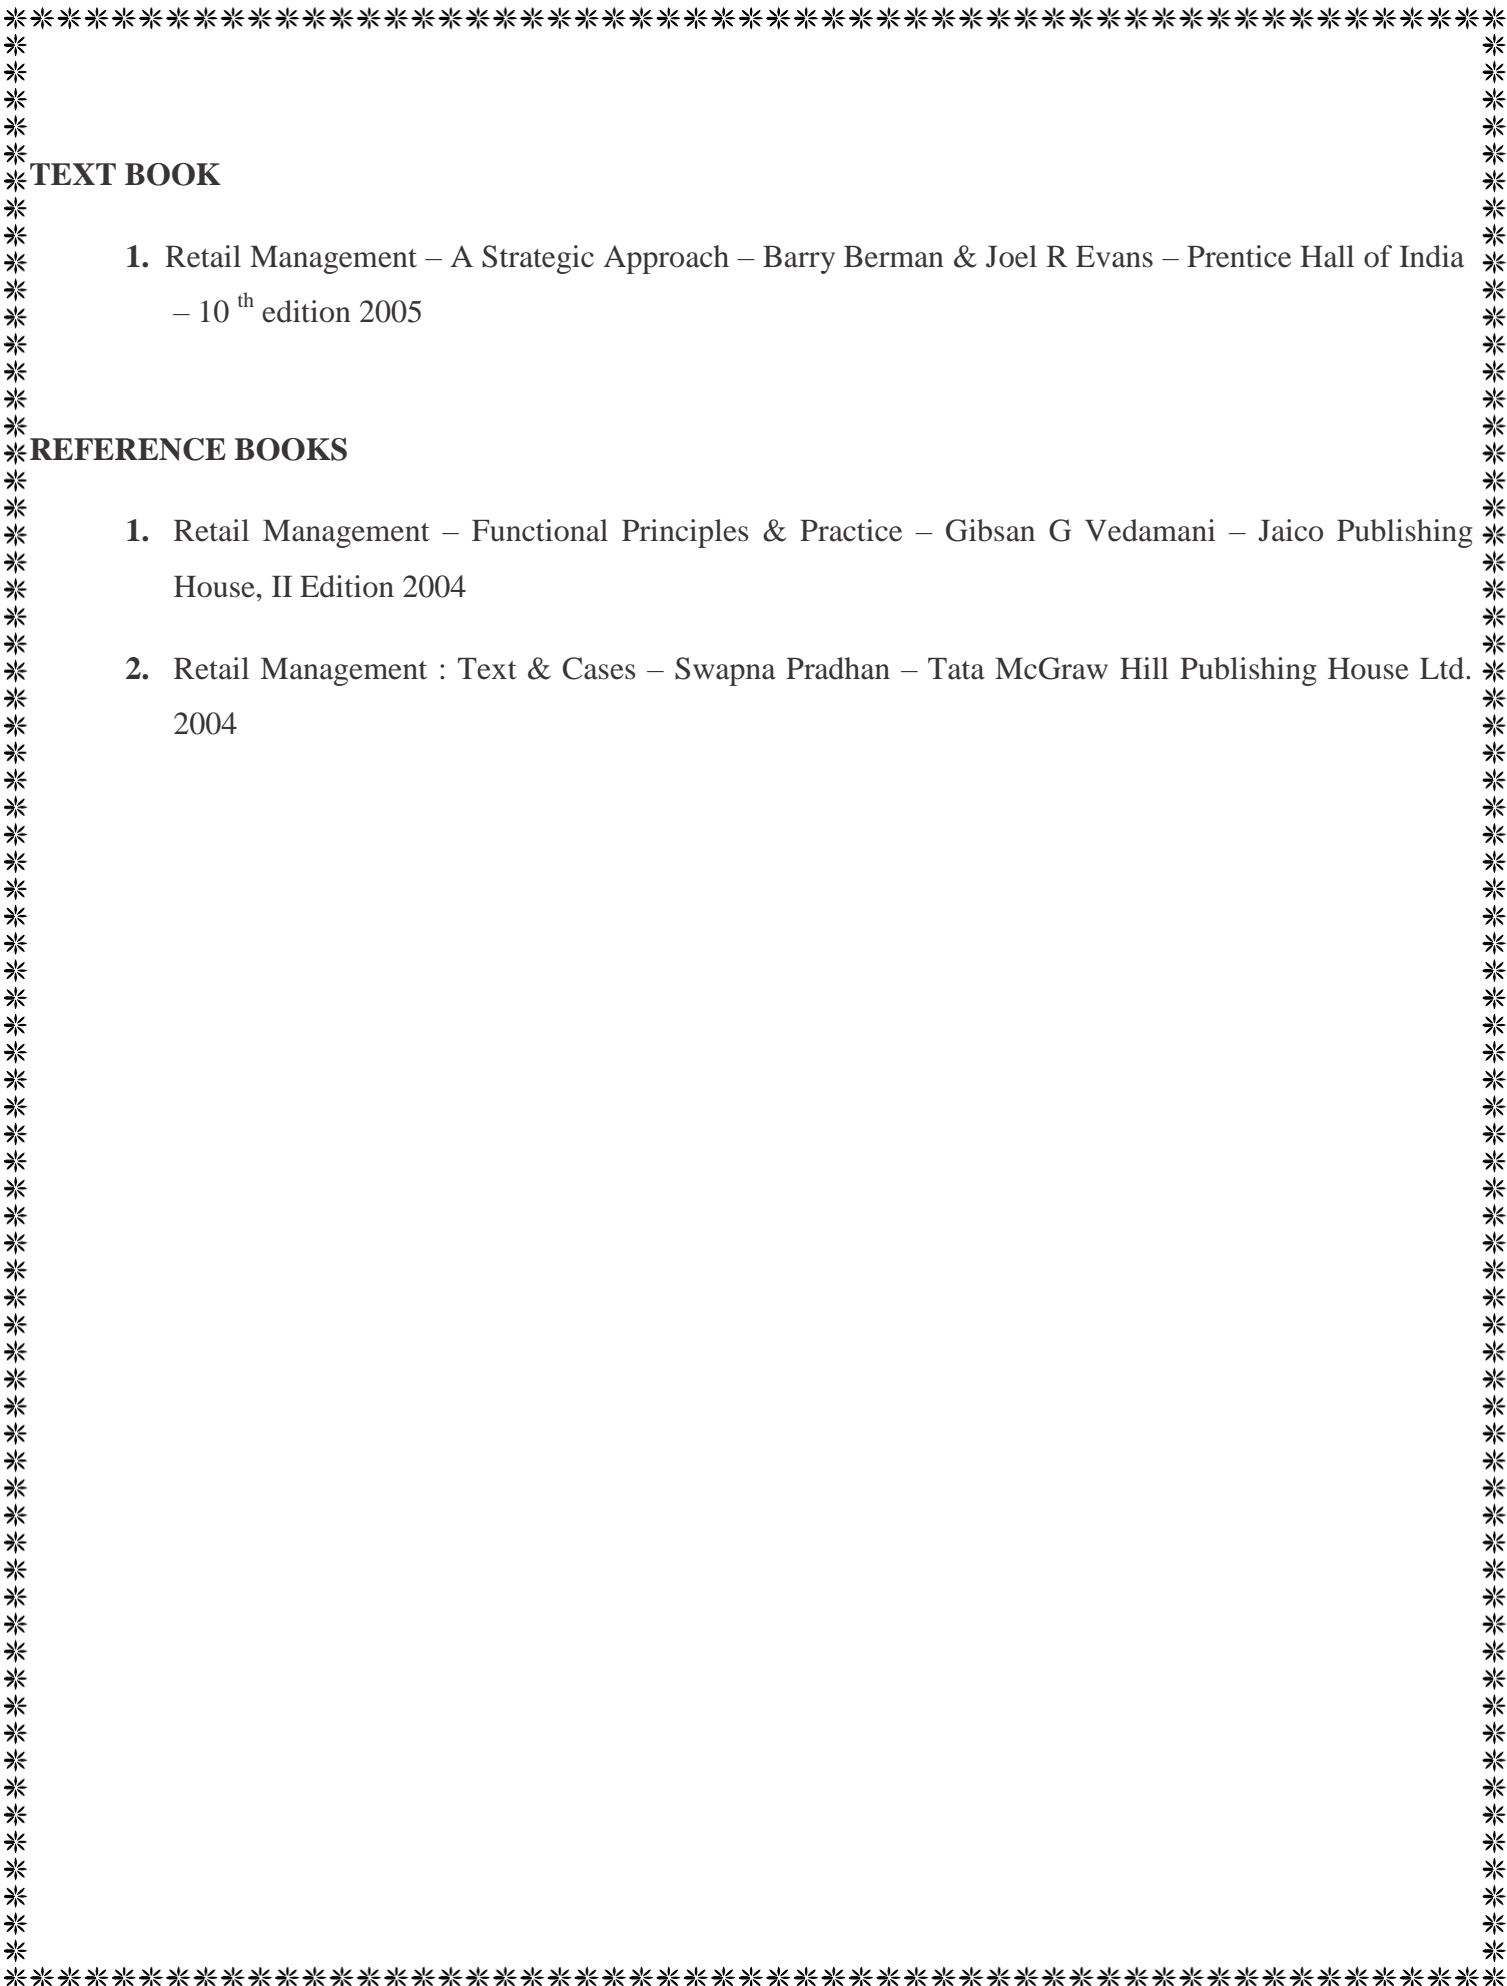 TEXT BOOK
1. Retail Management – A Strategic Approach – Barry Berman & Joel R Evans – Prentice Hall of India
– 10 th edition 2005
REFERENCE BOOKS
1. Retail Management – Functional Principles & Practice – Gibsan G Vedamani – Jaico Publishing
House, II Edition 2004
2. Retail Management : Text & Cases – Swapna Pradhan – Tata McGraw Hill Publishing House Ltd.
2004